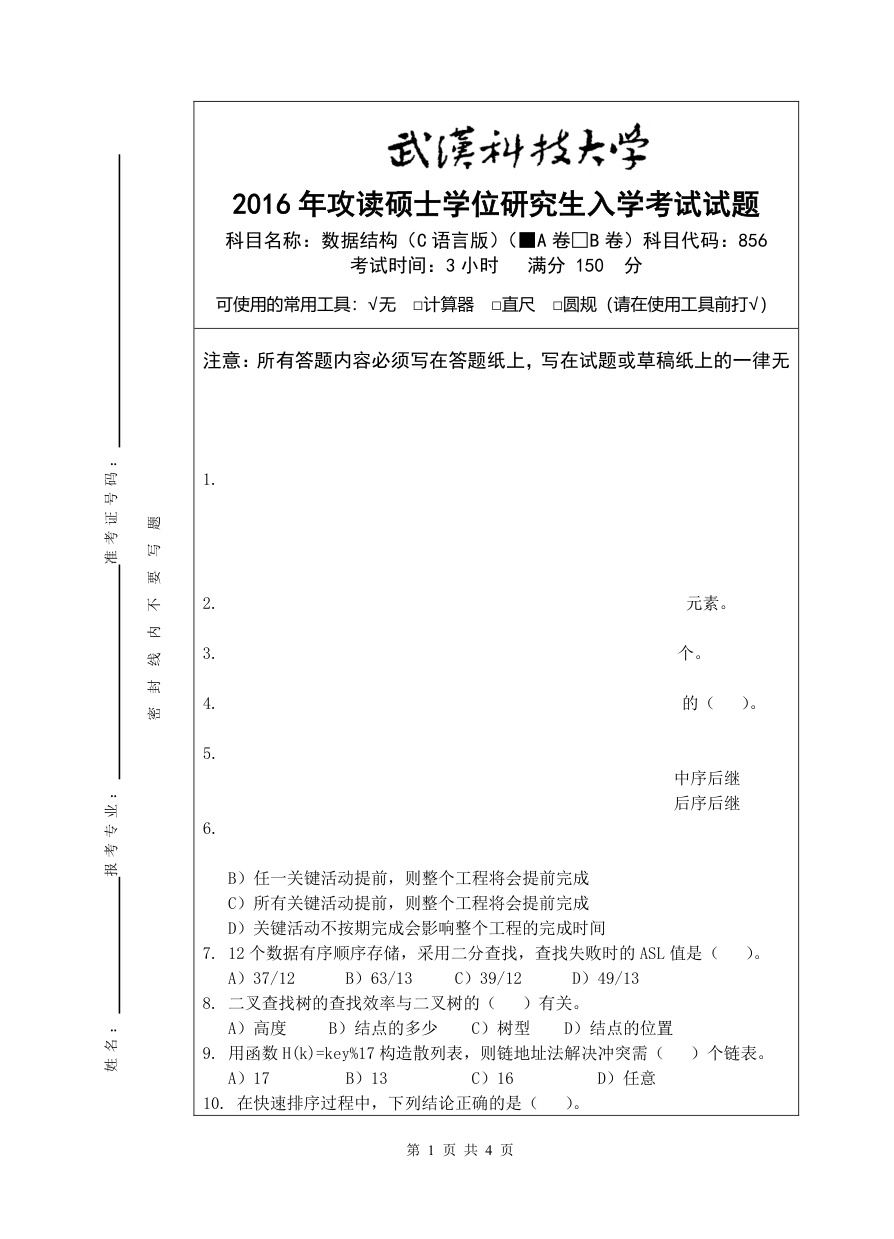 武漢科技大学
2016 年攻读硕士学位研究生入学考试试题
科目名称：数据结构（C 语言版）（■A 卷□B 卷）科目代码：856
考试时间：3 小时 满分 150 分
可使用的常用工具：√无 □计算器 □直尺 □圆规（请在使用工具前打√）
注意：所有答题内容必须写在答题纸上，写在试题或草稿纸上的一律无
1.
2. 元素。
3. 个。
4. 的（ ）。
5.
中序后继
后序后继
6.
B）任一关键活动提前，则整个工程将会提前完成
C）所有关键活动提前，则整个工程将会提前完成
D）关键活动不按期完成会影响整个工程的完成时间
7. 12 个数据有序顺序存储，采用二分查找，查找失败时的 ASL 值是（ ）。
A）37/12 B）63/13 C）39/12 D）49/13
8. 二叉查找树的查找效率与二叉树的（ ）有关。
A）高度 B）结点的多少 C）树型 D）结点的位置
9. 用函数 H(k)=key%17 构造散列表，则链地址法解决冲突需（ ）个链表。
A）17 B）13 C）16 D）任意
10. 在快速排序过程中，下列结论正确的是（ ）。
姓名：
报考专业：
准考证号码：
密封线内不要写题
第 1 页 共 4 页